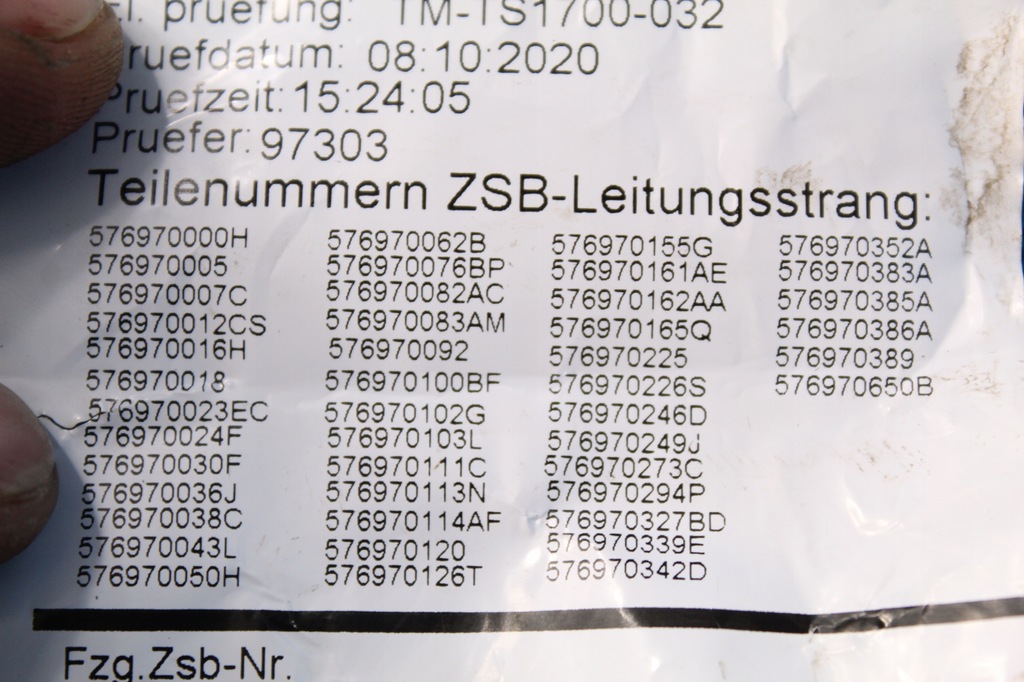 El. pruefung: TM-TS1700-032
Pruefdatum: 08:10:2020
Pruefzeit: 15:24:05
Pruefer: 97303
Teilenummern ZSB-Leitungsstrang:
576970000H 576970062B 576970155G 576970352A
576970005 576970076BP 576970161AE 576970383A
576970007C 576970082AC 576970162AA 576970385A
576970012CS 576970083AM 576970165Q 576970386A
576970016H 576970092 576970225 576970389
576970018 576970100BF 576970226S 576970650B
576970023EC 576970102G 576970246D
576970024F 576970103L 576970249J
576970030F 576970111C 576970273C
576970036J 576970113N 576970294P
576970038C 576970114AF 576970327BD
576970043L 576970120 576970339E
576970050H 576970126T 576970342D
Fzg.Zsb-Nr.